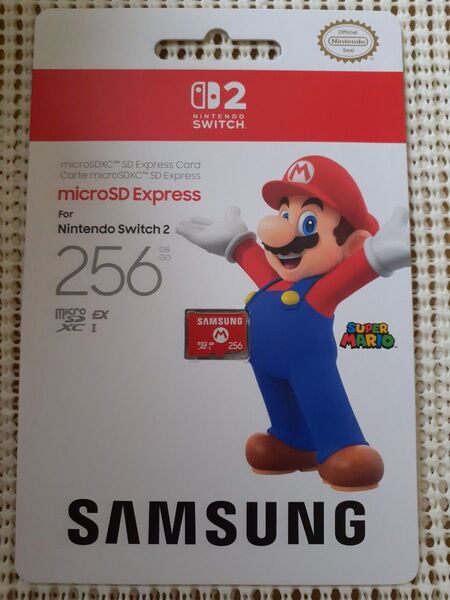 Official
Nintendo
Seal
2
NINTENDO
SWITCH
microSDXC™ SD Express Card
Carte microSDXC™ SD Express
microSD Express
For
Nintendo Switch 2
256 GB
GO
micro
SD EX
XC I
SAMSUNG
M
256
SUPER
MARIO
SAMSUNG